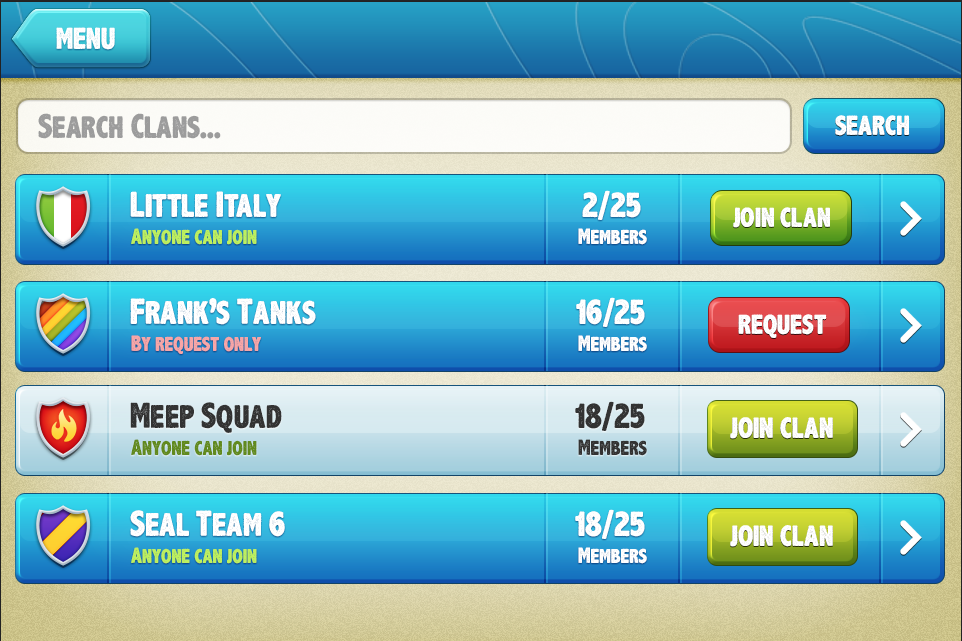 MENU
SEARCH CLANS...
SEARCH
LITTLE ITALY
ANYONE CAN JOIN
2/25
MEMBERS
JOIN CLAN
FRANK'S TANKS
BY REQUEST ONLY
16/25
MEMBERS
REQUEST
MEEP SQUAD
ANYONE CAN JOIN
18/25
MEMBERS
JOIN CLAN
SEAL TEAM 6
ANYONE CAN JOIN
18/25
MEMBERS
JOIN CLAN